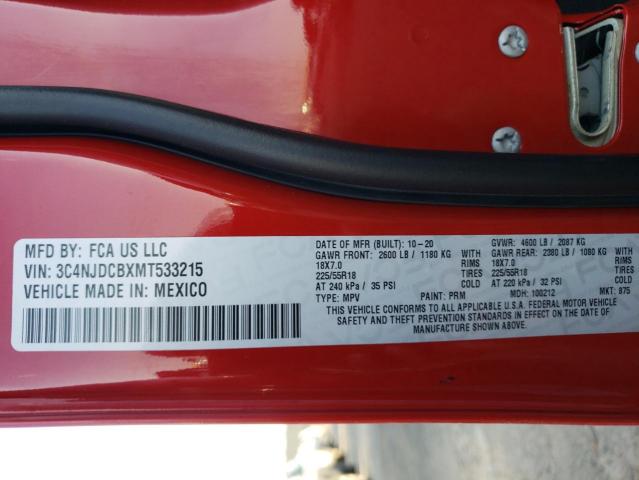 MFD BY: FCA US LLC
VIN: 3C4NJDCBXMT533215
VEHICLE MADE IN: MEXICO
DATE OF MFR (BUILT): 10-20 GVWR: 4600 LB / 2087 KG
GAWR FRONT: 2600 LB / 1180 KG WITH GAWR REAR: 2380 LB / 1080 KG WITH
18X7.0 RIMS 18X7.0 RIMS
225/55R18 TIRES 225/55R18 TIRES
AT 240 kPa / 35 PSI COLD AT 220 kPa / 32 PSI COLD
TYPE: MPV PAINT: PRM MDH: 100212 MKT: 875
THIS VEHICLE CONFORMS TO ALL APPLICABLE U.S.A. FEDERAL MOTOR VEHICLE
SAFETY AND THEFT PREVENTION STANDARDS IN EFFECT ON THE DATE OF
MANUFACTURE SHOWN ABOVE.